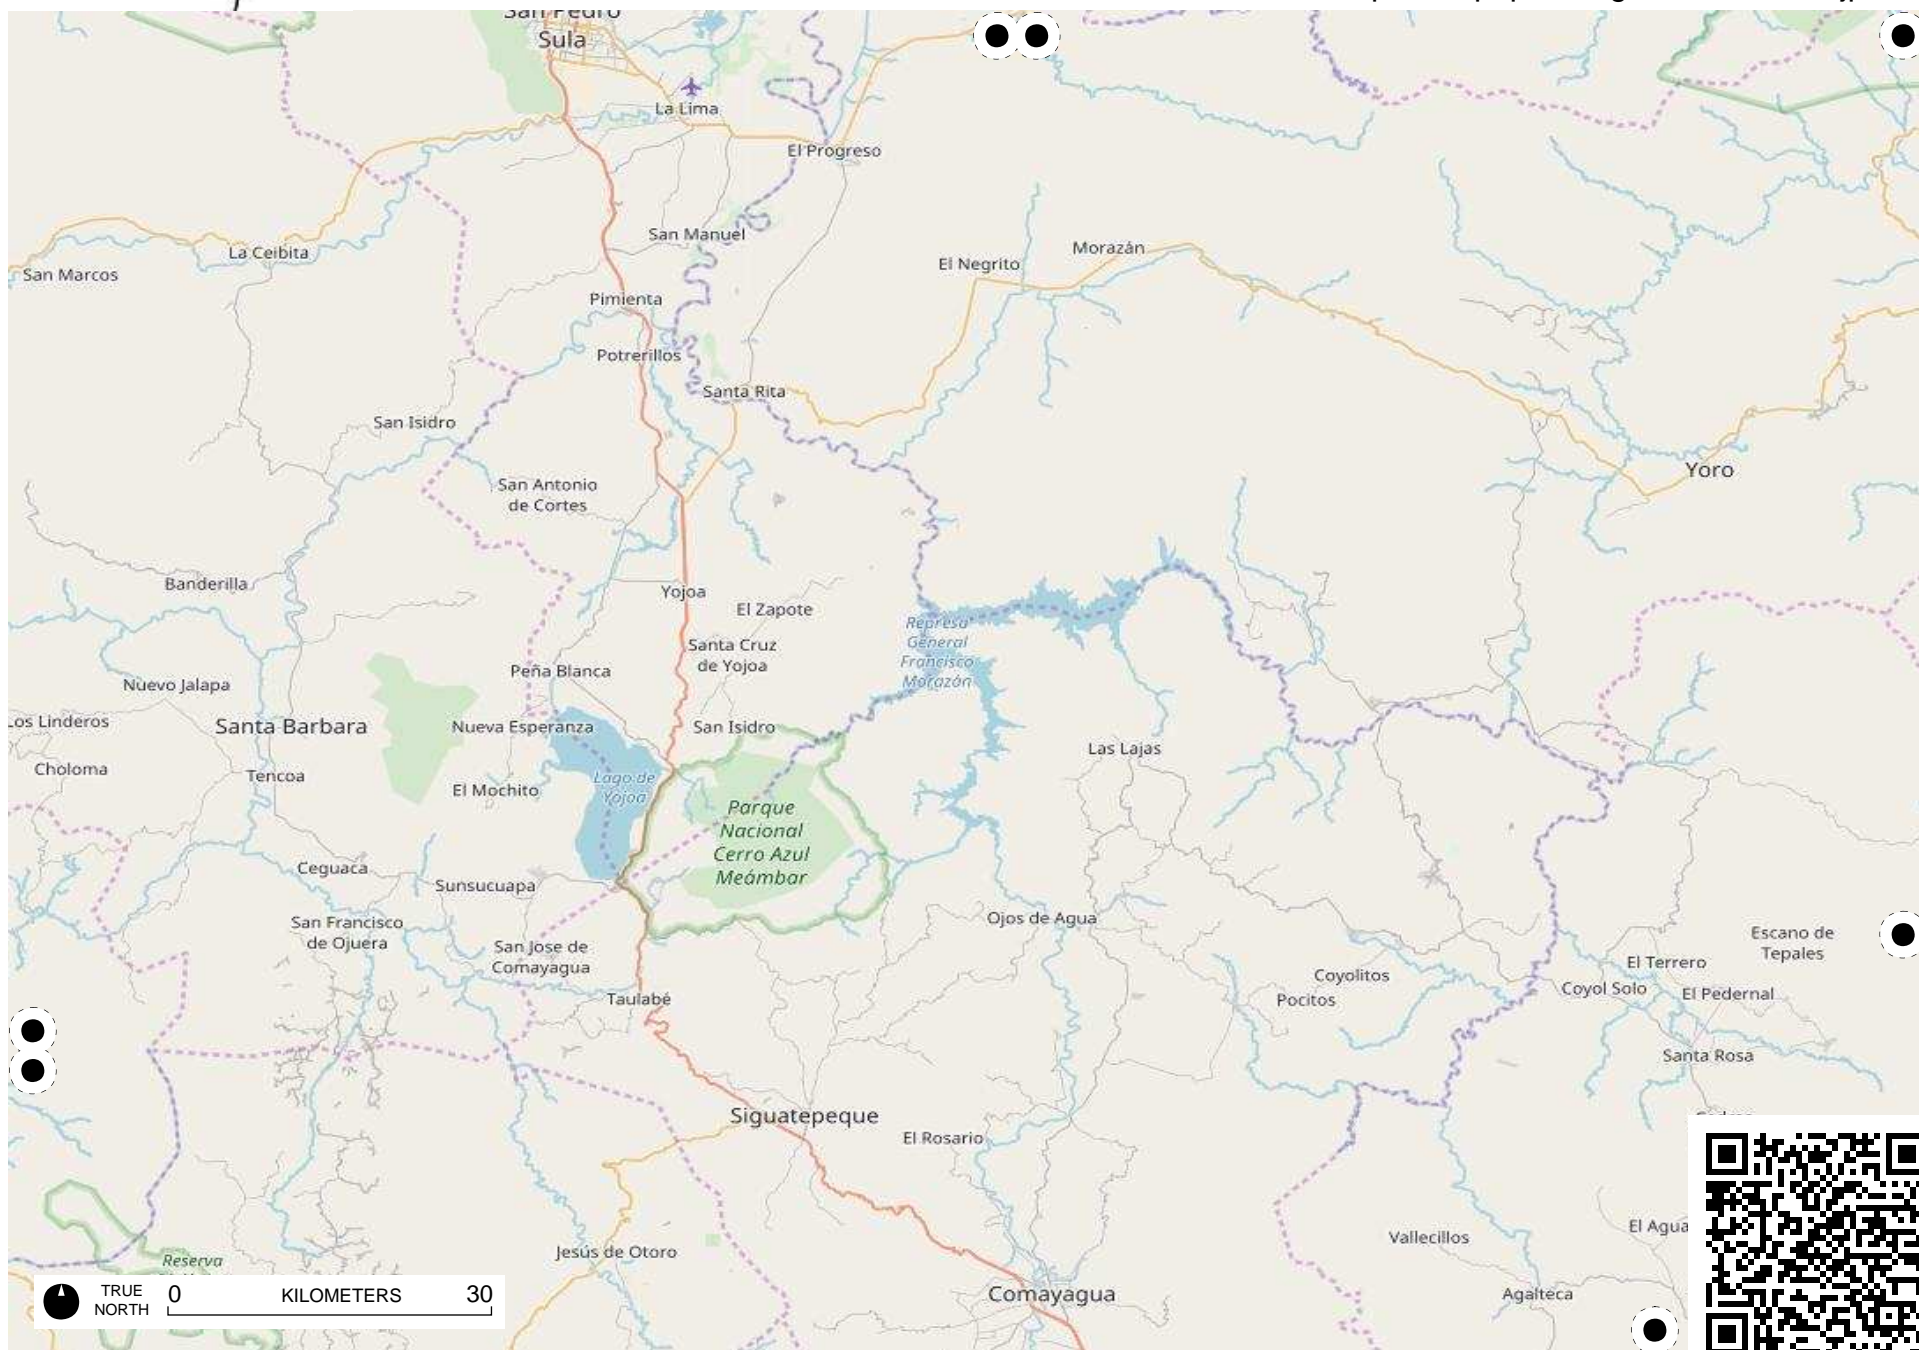 San Pedro
Sula
La Lima
El Progreso
San Manuel
La Ceibita
Morazán
El Negrito
San Marcos
Pimienta
Potrerillos
Santa Rita
San Isidro
Yoro
San Antonio
de Cortes
Banderilla
Yojoa
El Zapote
Represa
General
Francisco
Morazán
Santa Cruz
de Yojoa
Peña Blanca
Nuevo Jalapa
Los Linderos
Santa Barbara
Nueva Esperanza
San Isidro
Las Lajas
Choloma
Tencoa
El Mochito
Lago de
Yojoa
Parque
Nacional
Cerro Azul
Meámbar
Ceguaca
Sunsucuapa
San Francisco
de Ojuera
Ojos de Agua
San Jose de
Comayagua
Escano de
Tepales
El Terrero
Coyolitos
Coyol Solo
El Pedernal
Pocitos
Taulabé
Santa Rosa
Siguatepeque
El Rosario
El Agua
Vallecillos
Jesús de Otoro
Reserva
Comayagua
Agalteca
TRUE
NORTH
0 KILOMETERS 30